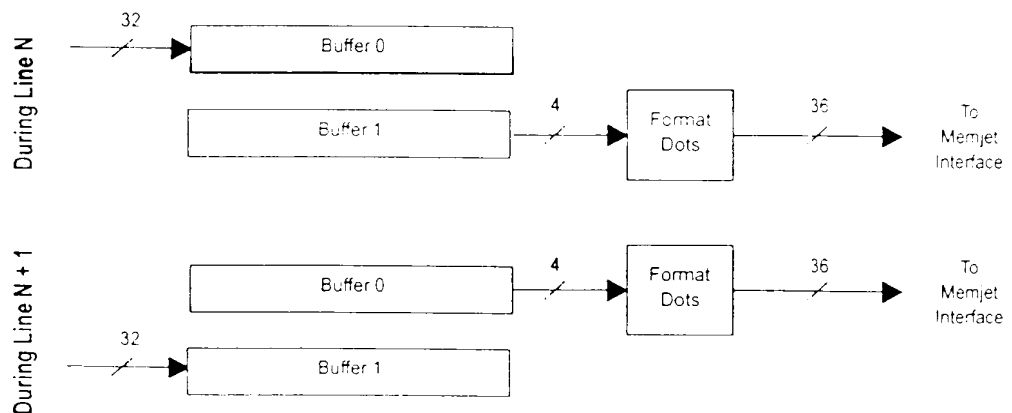 During Line N
32
Buffer 0
Buffer 1
4
Format
Dots
36
To
Memjet
Interface
During Line N + 1
Buffer 0
4
Format
Dots
36
To
Memjet
Interface
32
Buffer 1